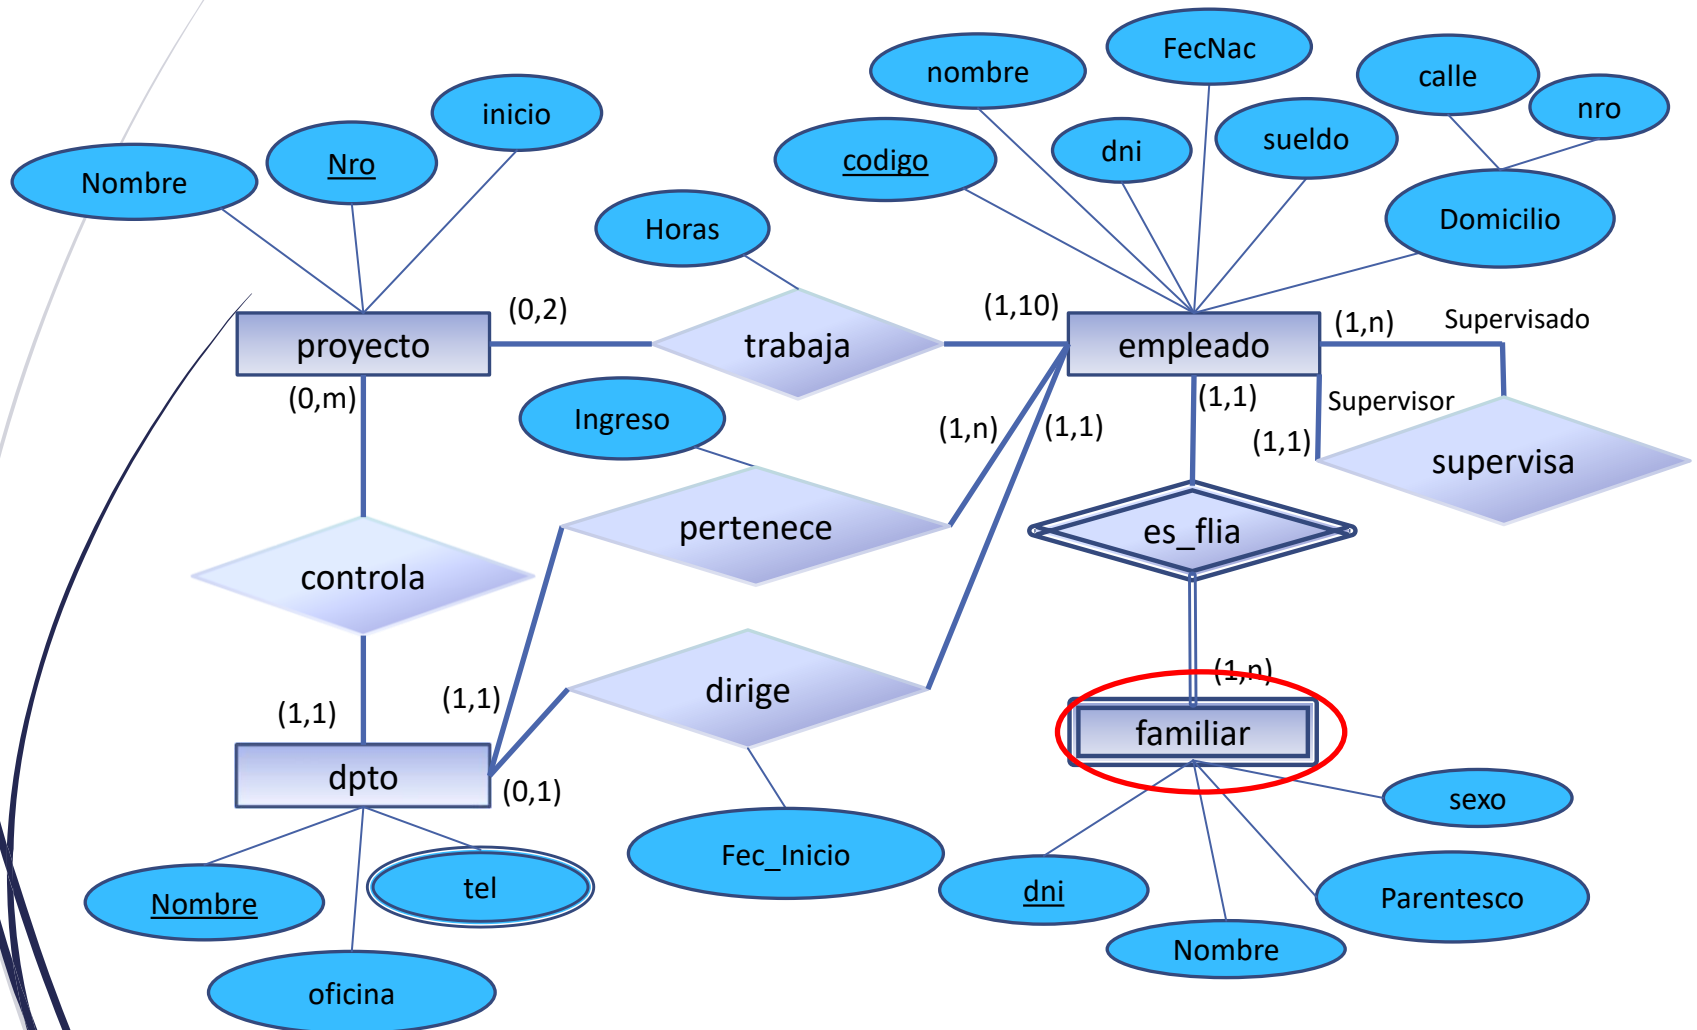 FecNac
nombre
calle
inicio
nro
sueldo
dni
codigo
Nro
Nombre
Domicilio
Horas
(0,2)
(1,10)
(1,n)
Supervisado
proyecto
trabaja
empleado
(0,m)
(1,1)
Supervisor
Ingreso
(1,n)
(1,1)
(1,1)
supervisa
pertenece
es_flia
controla
(1,n)
dirige
(1,1)
(1,1)
familiar
dpto
(0,1)
sexo
Fec_Inicio
tel
dni
Parentesco
Nombre
Nombre
oficina